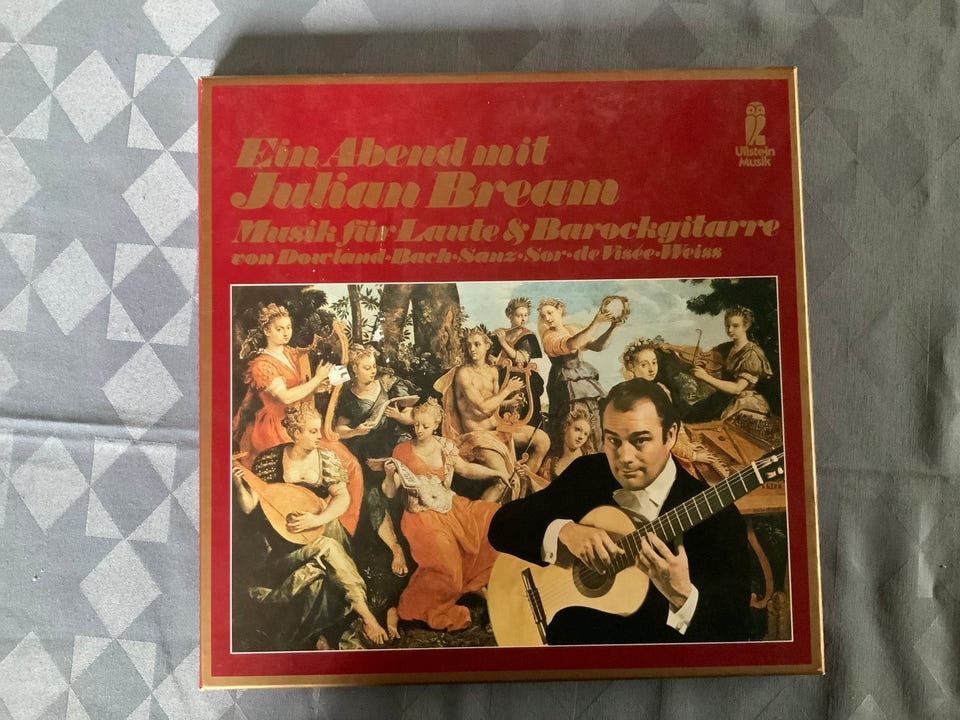 Ein Abend mit
Julian Bream
Musik für Laute & Barockgitarre
von Dowland·Bach·Sanz·Sor·de Visée·Weiss
Ullstein
Musik